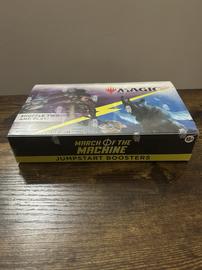 MAGIC
SHUFFLE TWO
AND PLAY!
MARCH OF THE
MACHINE
JUMPSTART BOOSTERS